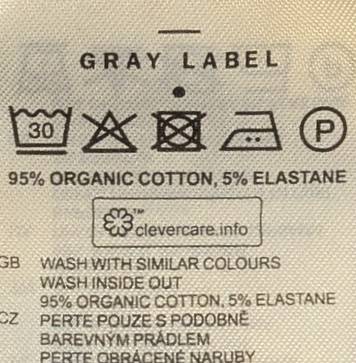 GRAY LABEL
30 P
95% ORGANIC COTTON, 5% ELASTANE
™ clevercare.info
GB WASH WITH SIMILAR COLOURS
WASH INSIDE OUT
95% ORGANIC COTTON, 5% ELASTANE
CZ PERTE POUZE S PODOBNĚ
BAREVNÝM PRÁDLEM
PERTE OBRÁCENÉ NARUBY